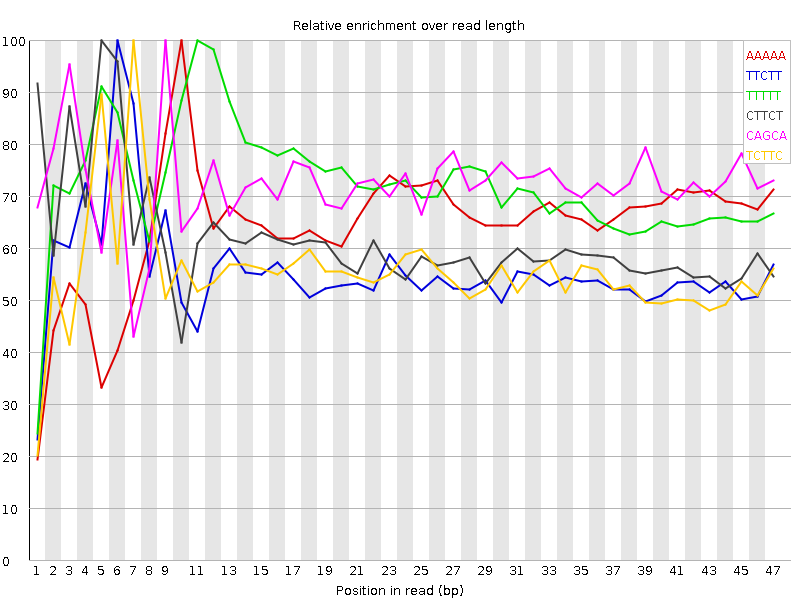 Relative enrichment over read length
100
90
80
70
60
50
40
30
20
10
0
AAAAA
TTCTT
TTTTT
CTTCT
CAGCA
TCTTC
1 2 3 4 5 6 7 8 9 11 13 15 17 19 21 23 25 27 29 31 33 35 37 39 41 43 45 47
Position in read (bp)